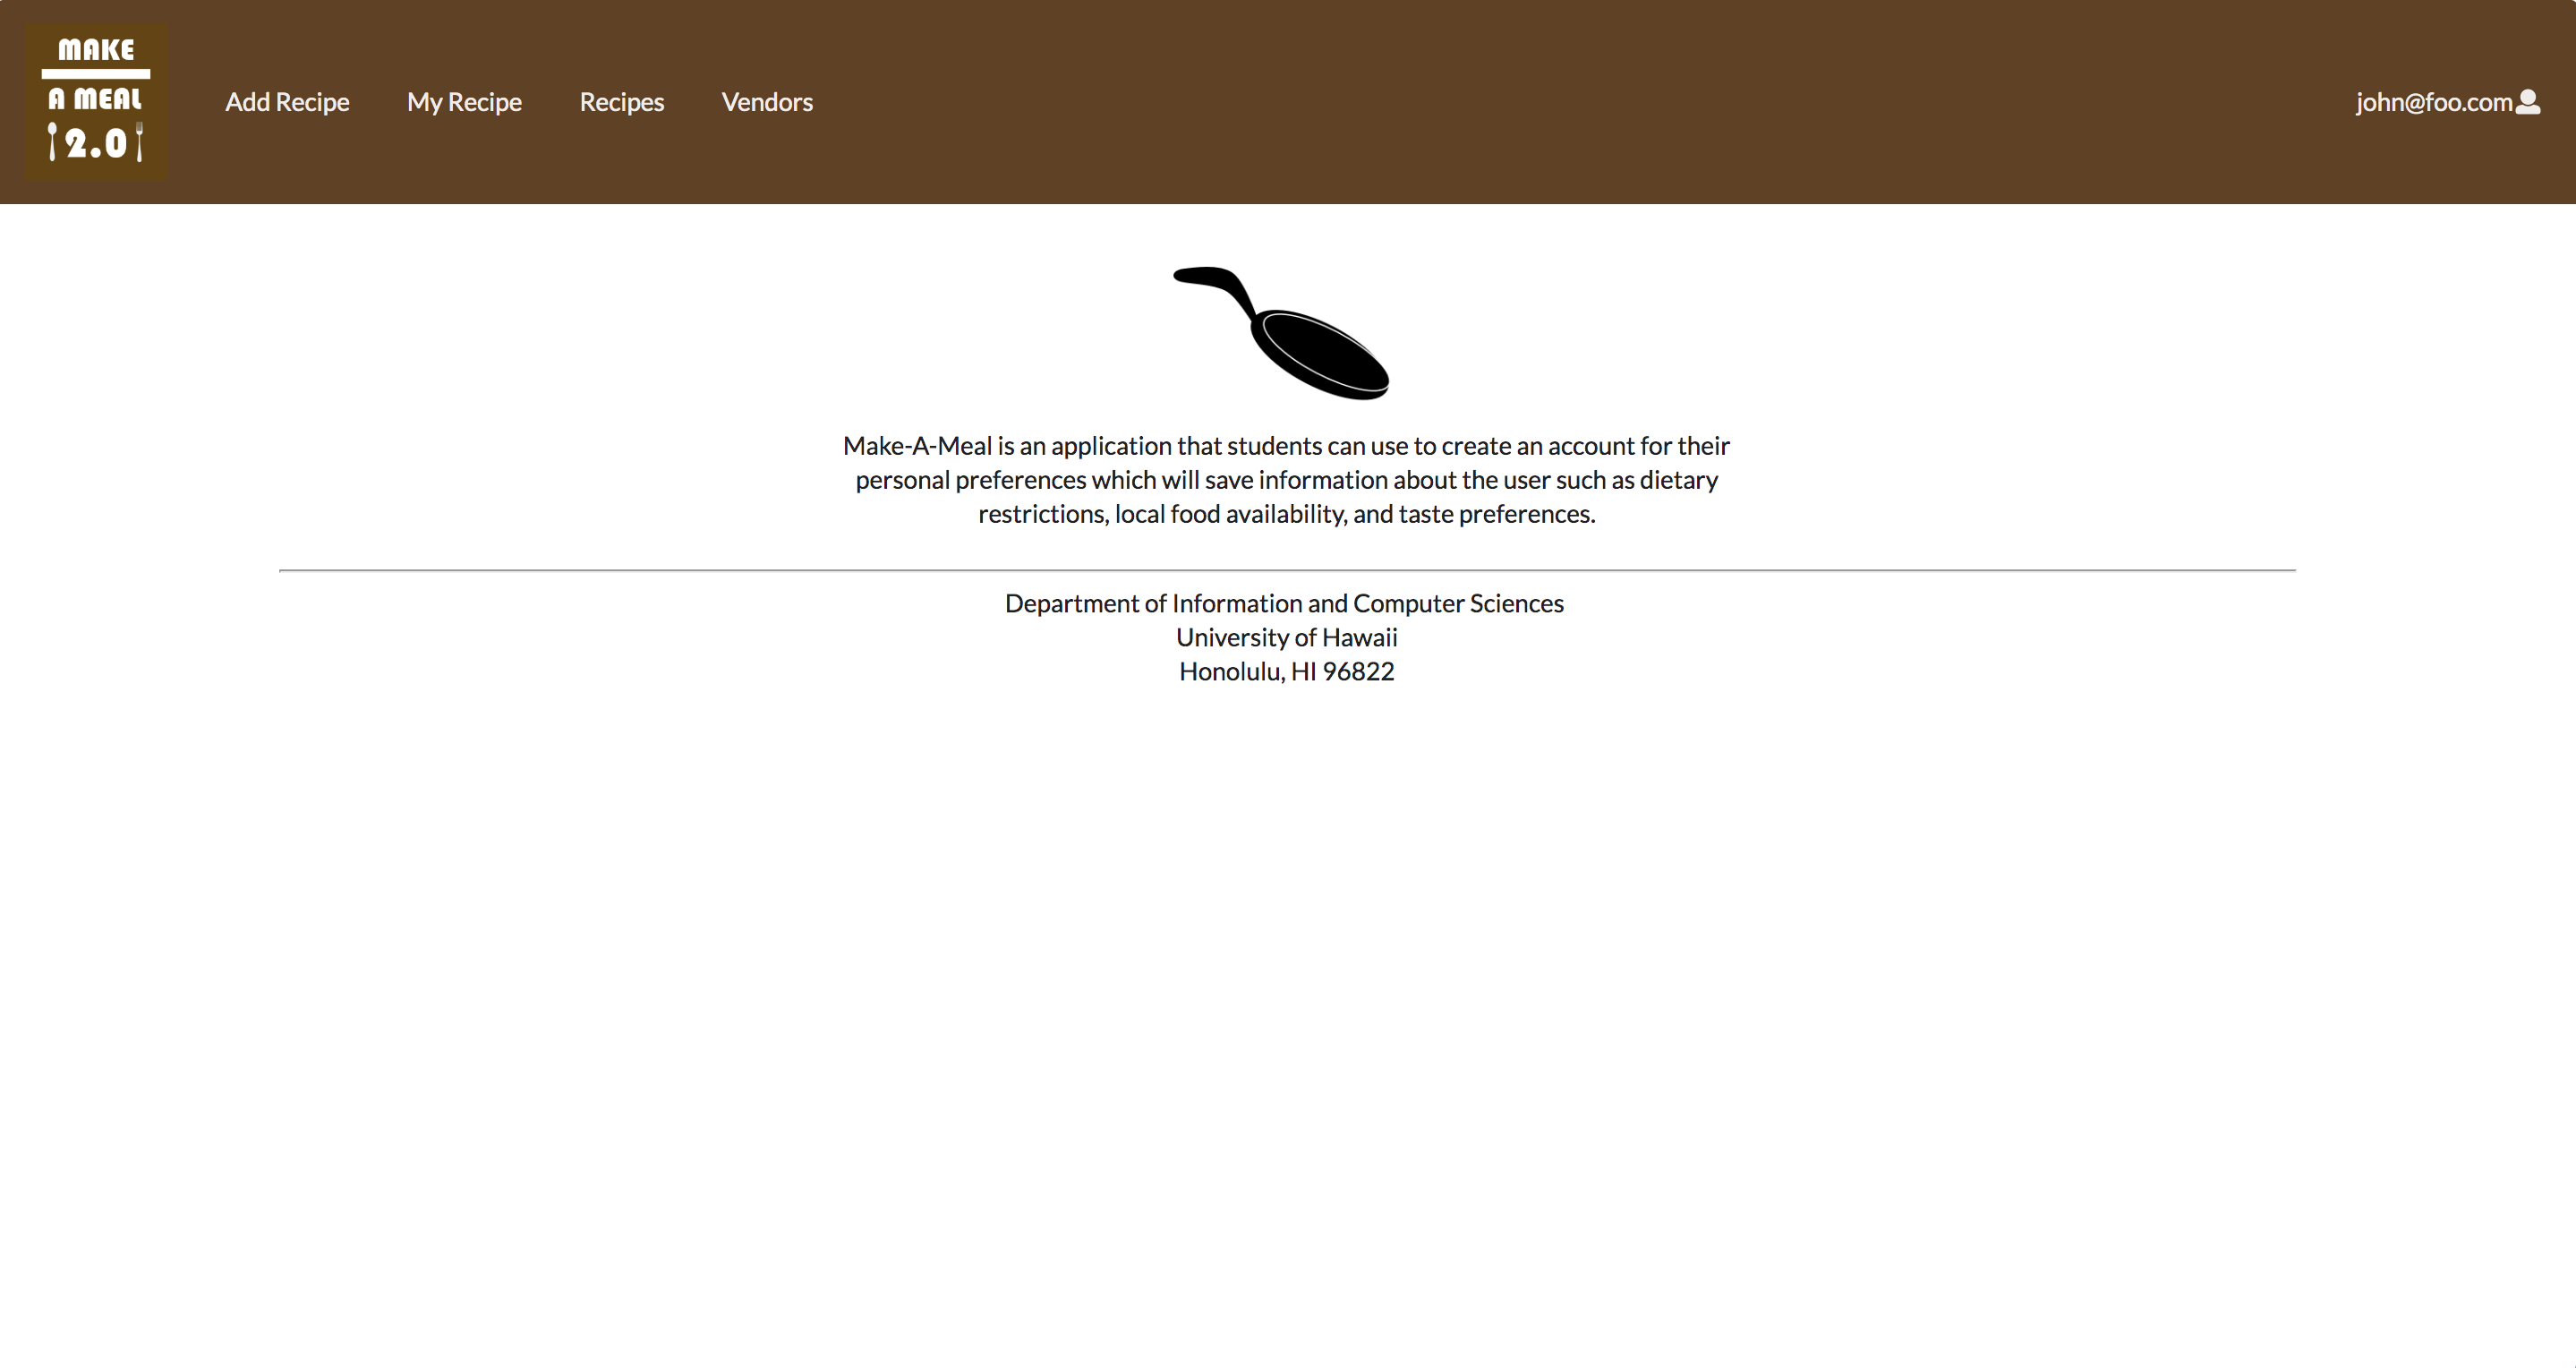 MAKE
A MEAL
2.0
Add Recipe
My Recipe
Recipes
Vendors
john@foo.com
Make-A-Meal is an application that students can use to create an account for their
personal preferences which will save information about the user such as dietary
restrictions, local food availability, and taste preferences.
Department of Information and Computer Sciences
University of Hawaii
Honolulu, HI 96822